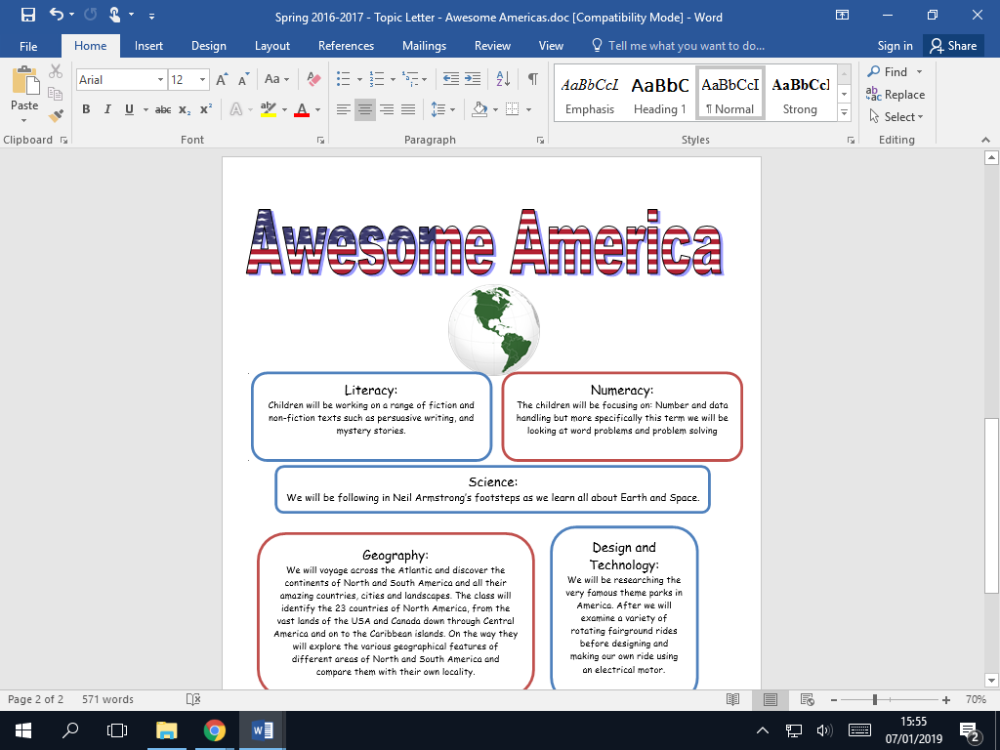 Spring 2016-2017 - Topic Letter - Awesome Americas.doc [Compatibility Mode] - Word
File Home Insert Design Layout References Mailings Review View Tell me what you want to do... Sign in Share
Paste
Clipboard
Arial 12
Aa
B I U abc x₂ x² A ab A
Font
Paragraph
AaBbCcI AaBbC AaBbCcI AaBbCcI
Emphasis Heading 1 ¶ Normal Strong
Styles
Find
Replace
Select
Editing
Awesome America
Literacy:
Children will be working on a range of fiction and
non-fiction texts such as persuasive writing, and
mystery stories.
Numeracy:
The children will be focusing on: Number and data
handling but more specifically this term we will be
looking at word problems and problem solving
Science:
We will be following in Neil Armstrong's footsteps as we learn all about Earth and Space.
Geography:
We will voyage across the Atlantic and discover the
continents of North and South America and all their
amazing countries, cities and landscapes. The class will
identify the 23 countries of North America, from the
vast lands of the USA and Canada down through Central
America and on to the Caribbean islands. On the way they
will explore the various geographical features of
different areas of North and South America and
compare them with their own locality.
Design and
Technology:
We will be researching the
very famous theme parks in
America. After we will
examine a variety of
rotating fairground rides
before designing and
making our own ride using
an electrical motor.
Page 2 of 2 571 words 70%
15:55
07/01/2019
2